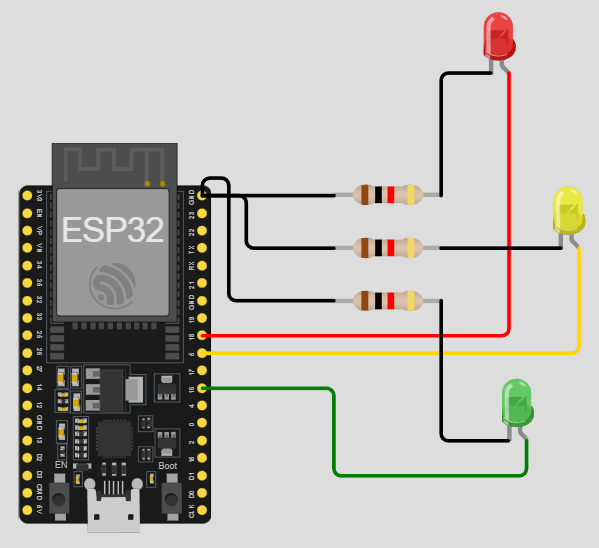 3V3
EN
VP
VN
34
35
32
33
25
26
27
14
12
GND
13
D2
D3
CMD
5V
ESP32
EN
Boot
GND
23
22
TX
RX
21
GND
19
18
5
17
16
4
0
2
15
D1
D0
CLK